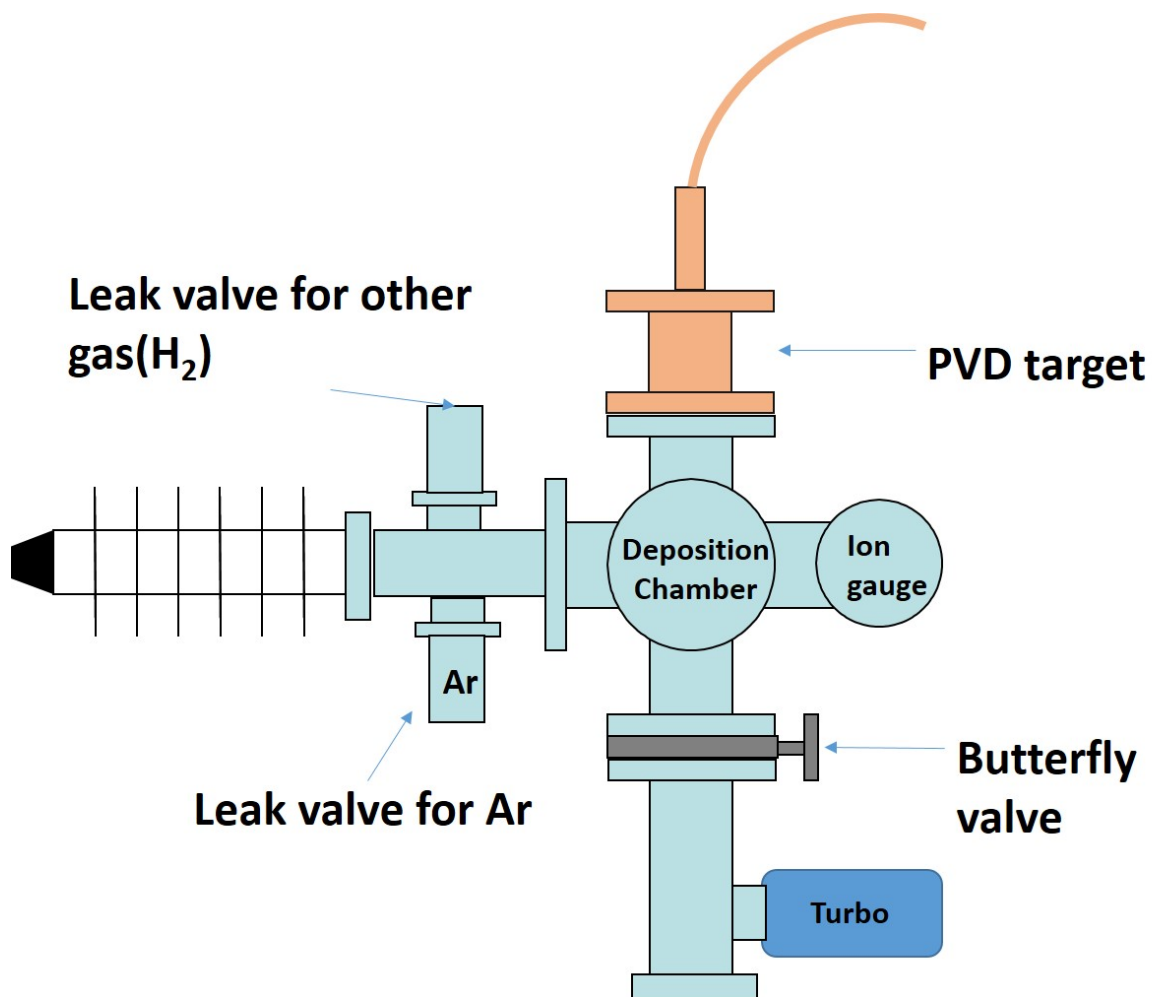 Leak valve for other
gas(H₂)
PVD target
Deposition
Chamber
Ion
gauge
Ar
Leak valve for Ar
Butterfly
valve
Turbo